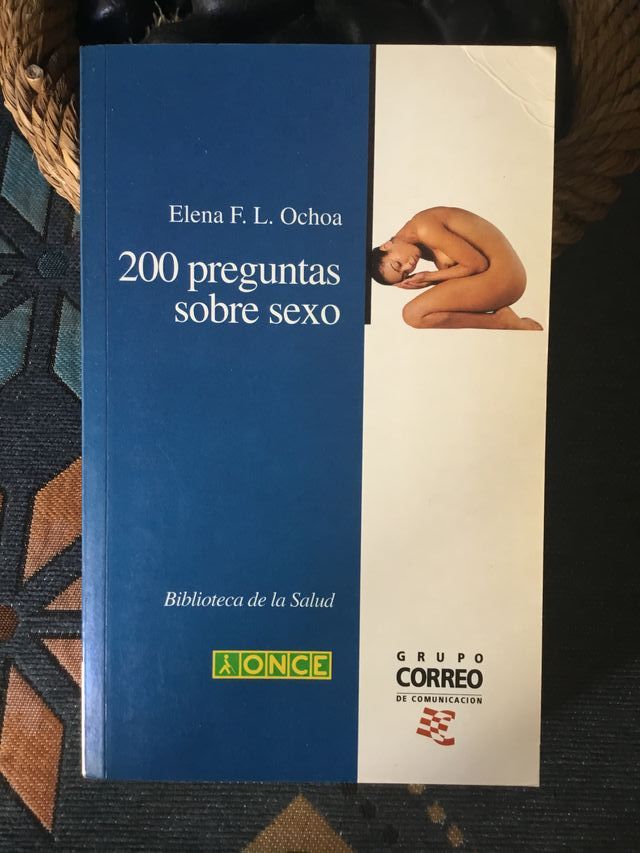 Elena F. L. Ochoa
200 preguntas
sobre sexo
Biblioteca de la Salud
ONCE
GRUPO
CORREO
DE COMUNICACION